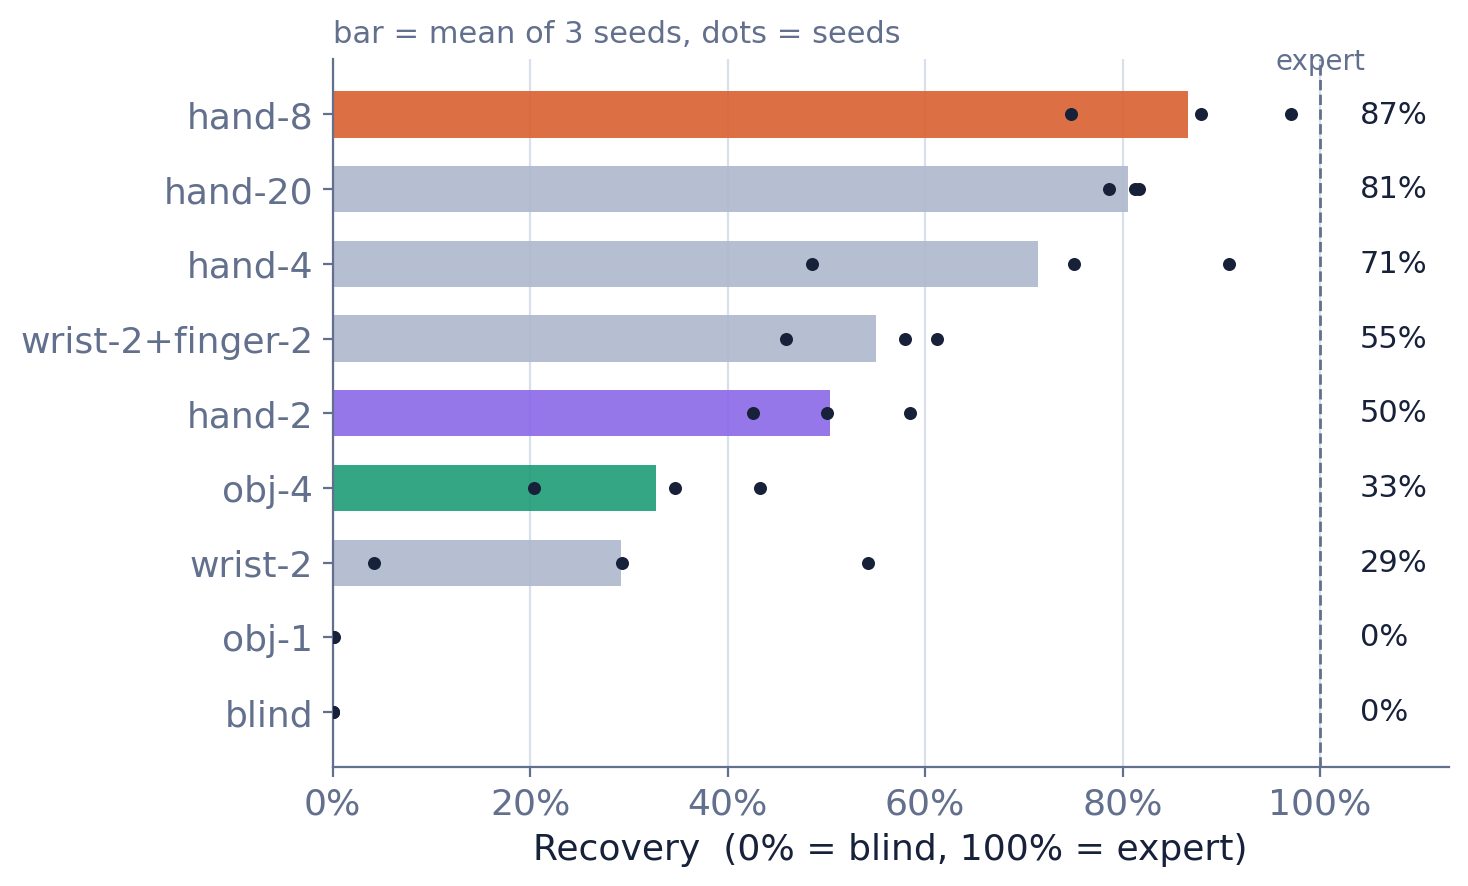 bar = mean of 3 seeds, dots = seeds
expert
hand-8 87%
hand-20 81%
hand-4 71%
wrist-2+finger-2 55%
hand-2 50%
obj-4 33%
wrist-2 29%
obj-1 0%
blind 0%
0% 20% 40% 60% 80% 100%
Recovery (0% = blind, 100% = expert)